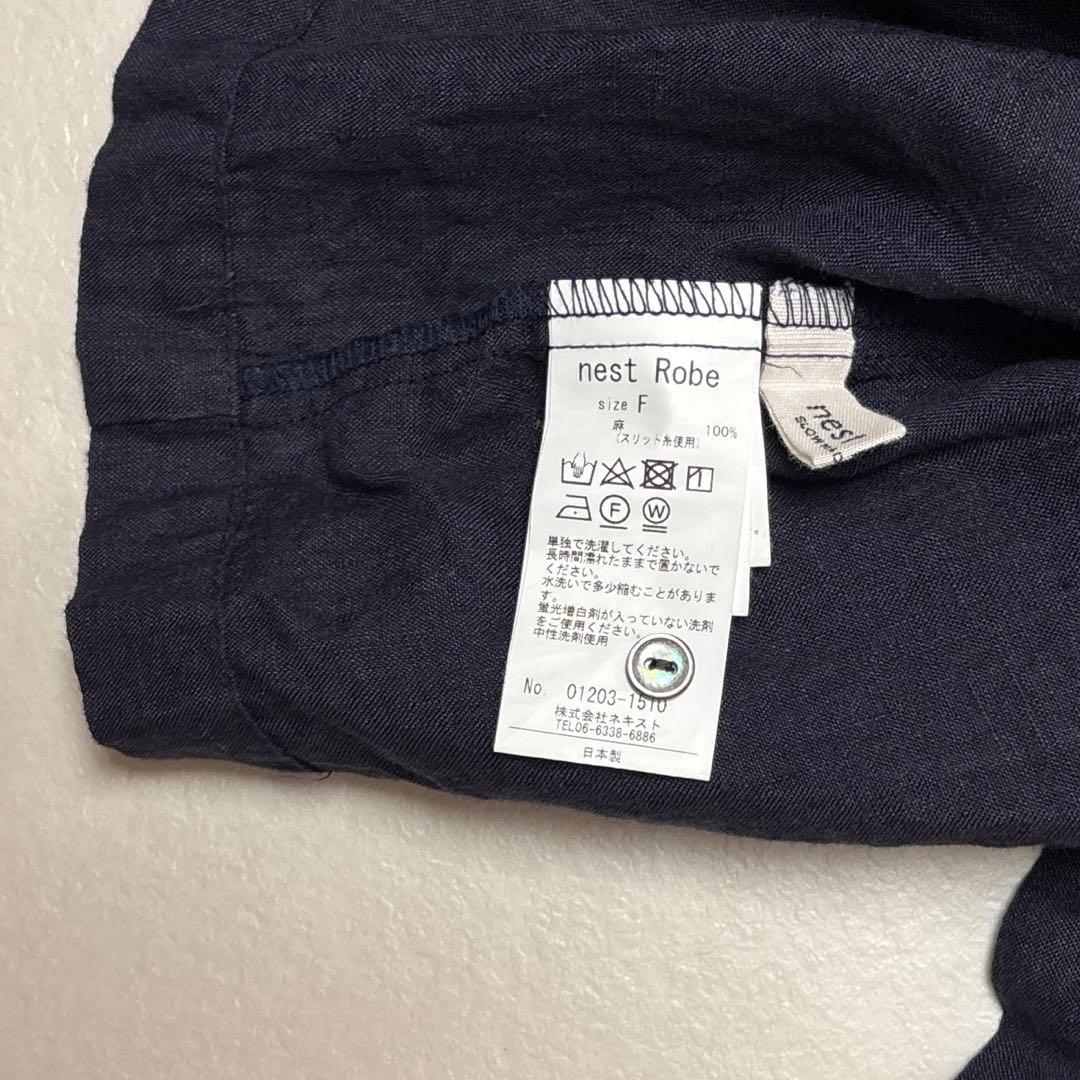 nest Robe
size F
麻 100%
(スリット糸使用)
1
F W
単独で洗濯してください。
長時間濡れたままで置かないで
ください。
水洗いで多少縮むことがありま
す。
蛍光増白剤が入っていない洗剤
をご使用ください。
中性洗剤使用
No. 01203-1510
株式会社ネキスト
TEL06-6338-6886
日本製
nest
。